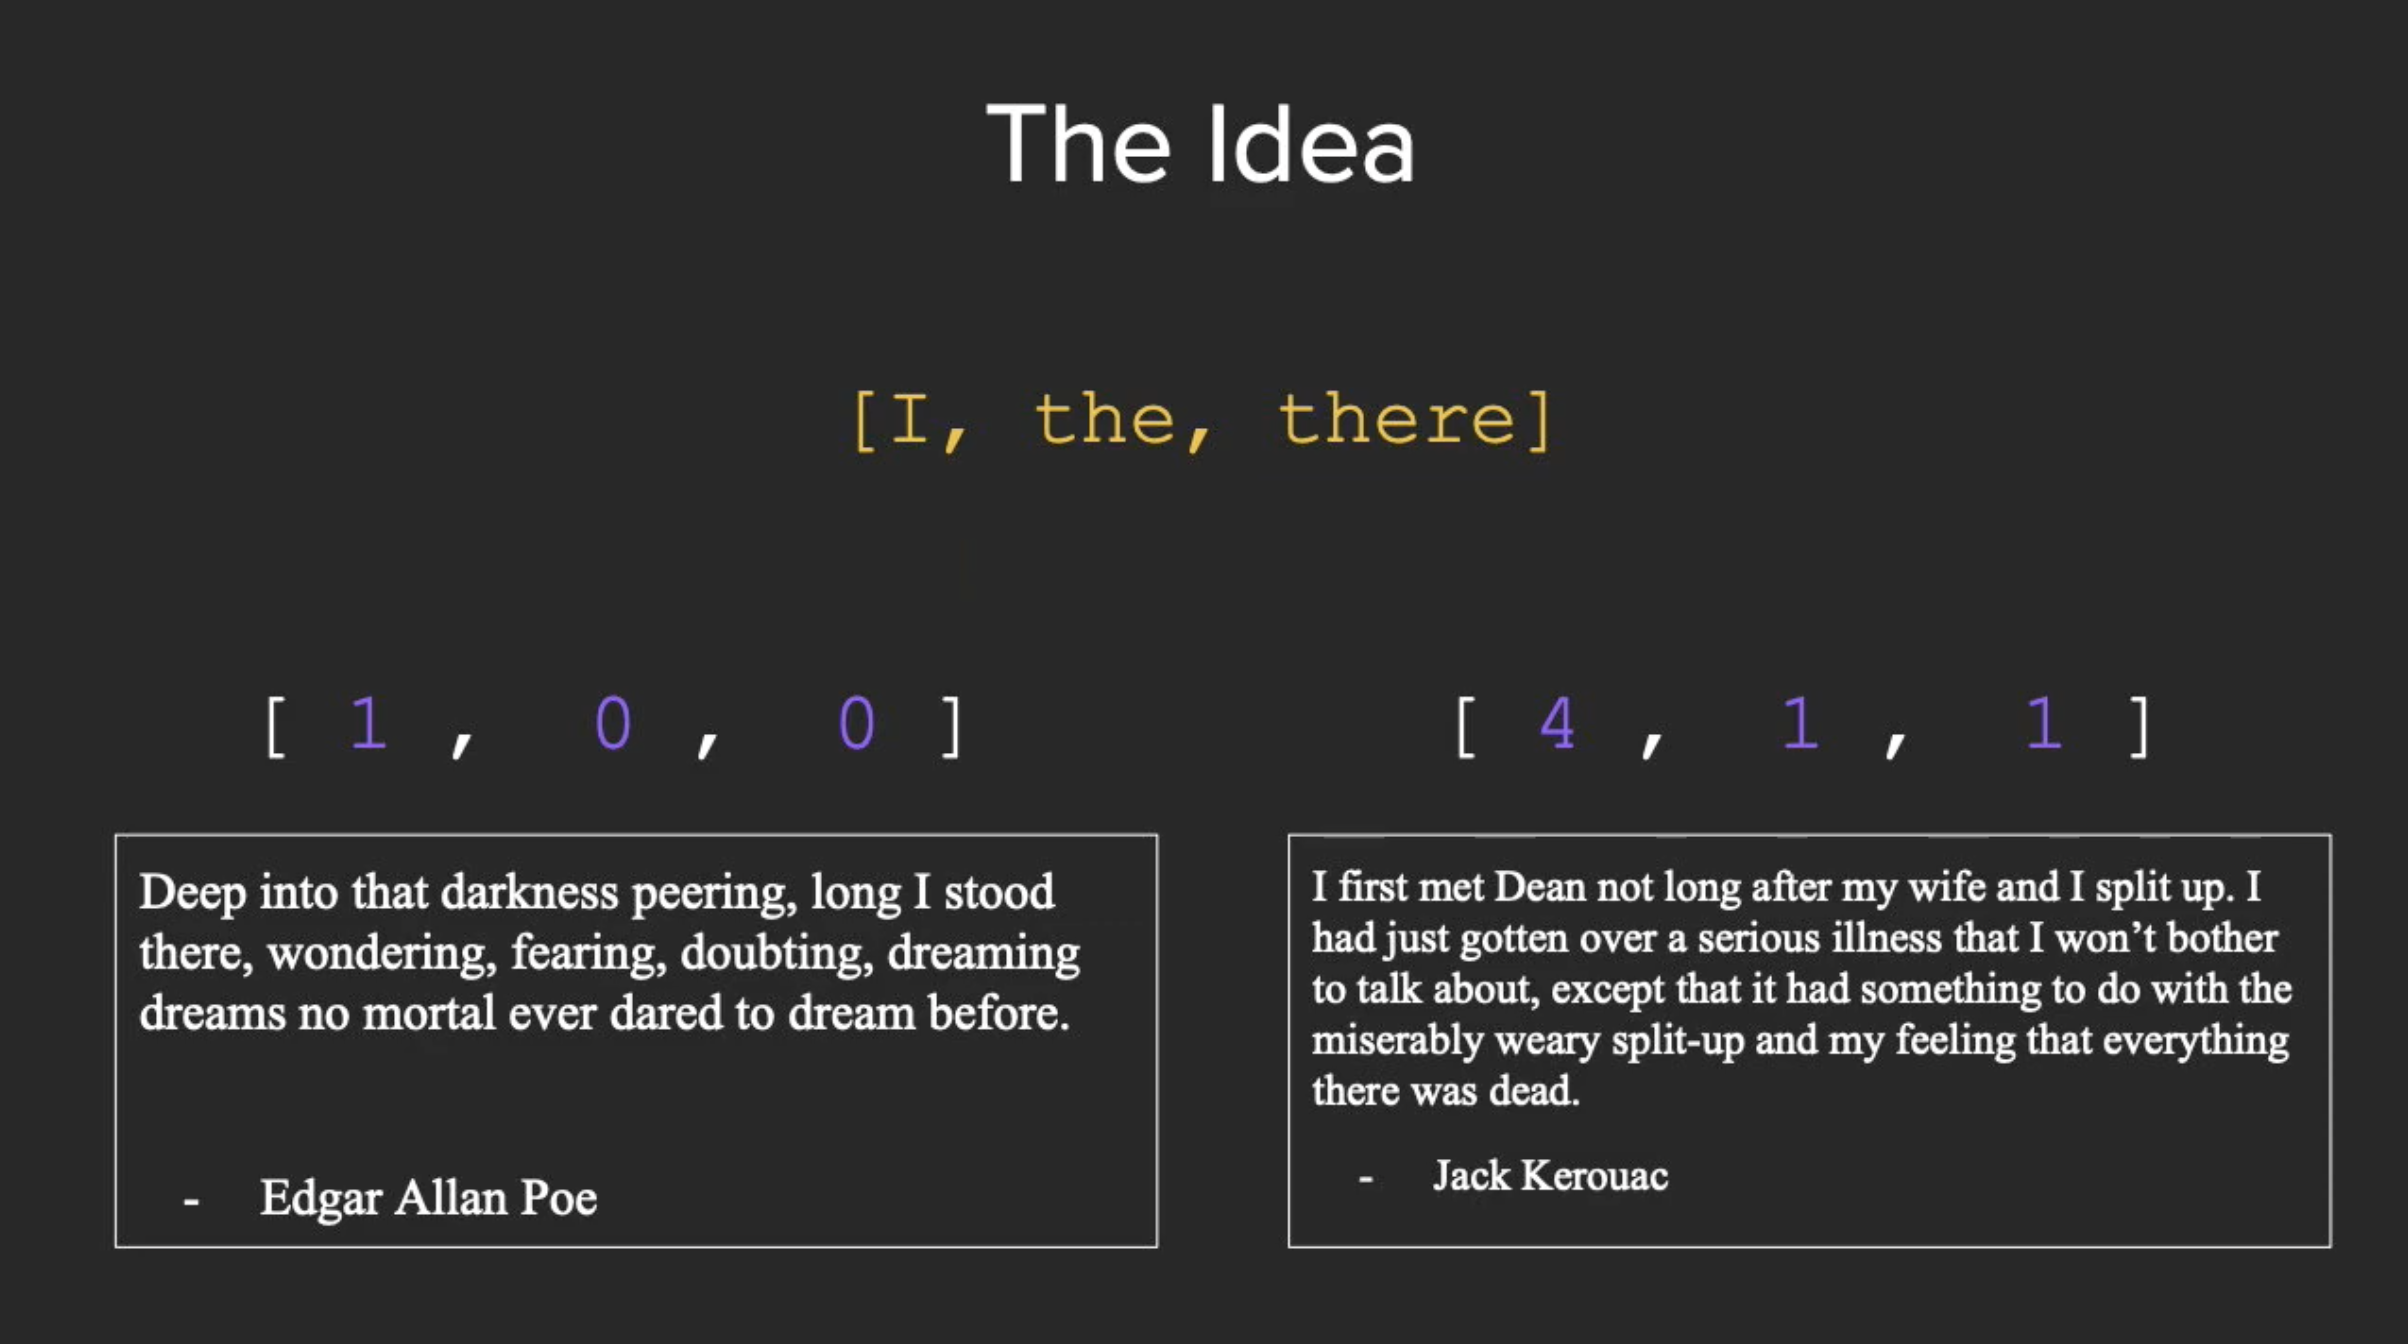 The Idea
[I, the, there]
[ 1 , 0 , 0 ]
[ 4 , 1 , 1 ]
Deep into that darkness peering, long I stood
there, wondering, fearing, doubting, dreaming
dreams no mortal ever dared to dream before.
- Edgar Allan Poe
I first met Dean not long after my wife and I split up. I
had just gotten over a serious illness that I won’t bother
to talk about, except that it had something to do with the
miserably weary split-up and my feeling that everything
there was dead.
- Jack Kerouac